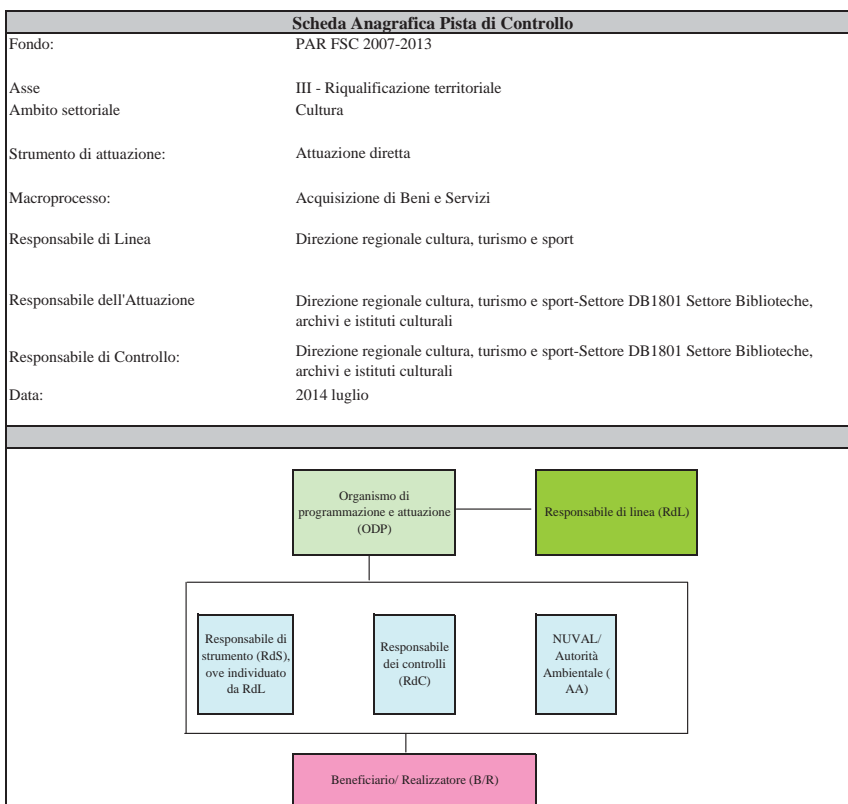 Scheda Anagrafica Pista di Controllo
Fondo: PAR FSC 2007-2013
Asse III - Riqualificazione territoriale
Ambito settoriale Cultura
Strumento di attuazione: Attuazione diretta
Macroprocesso: Acquisizione di Beni e Servizi
Responsabile di Linea Direzione regionale cultura, turismo e sport
Responsabile dell'Attuazione Direzione regionale cultura, turismo e sport-Settore DB1801 Settore Biblioteche,
archivi e istituti culturali
Responsabile di Controllo: Direzione regionale cultura, turismo e sport-Settore DB1801 Settore Biblioteche,
archivi e istituti culturali
Data: 2014 luglio
Organismo di
programmazione e attuazione
(ODP)
Responsabile di linea (RdL)
Responsabile di
strumento (RdS),
ove individuato
da RdL
Responsabile
dei controlli
(RdC)
NUVAL/
Autorità
Ambientale (
AA)
Beneficiario/ Realizzatore (B/R)